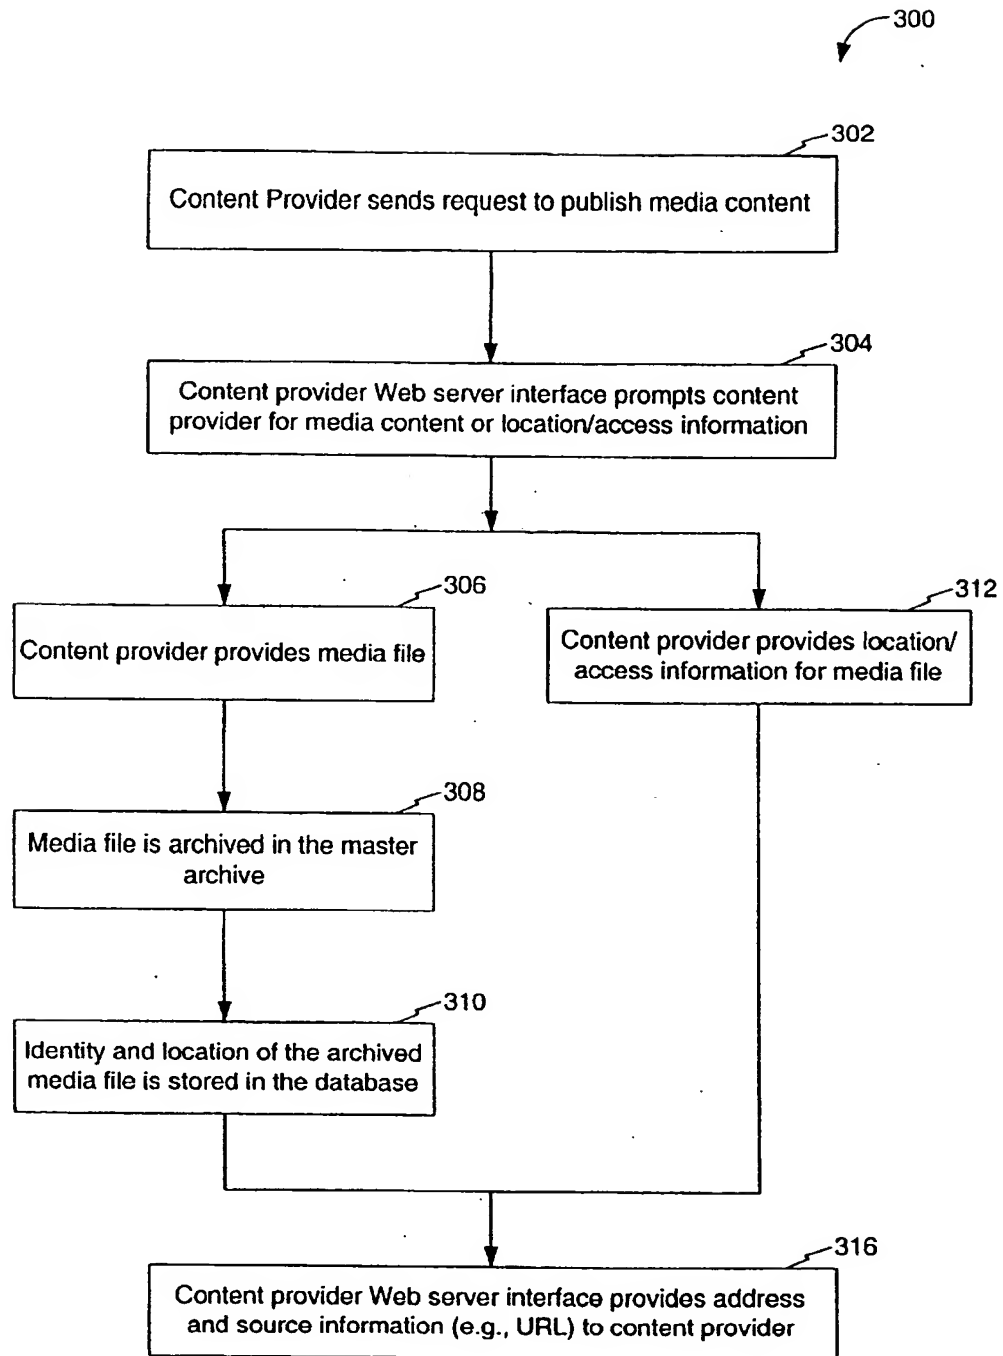 300
302
Content Provider sends request to publish media content
304
Content provider Web server interface prompts content
provider for media content or location/access information
306
Content provider provides media file
312
Content provider provides location/
access information for media file
308
Media file is archived in the master
archive
310
Identity and location of the archived
media file is stored in the database
316
Content provider Web server interface provides address
and source information (e.g., URL) to content provider